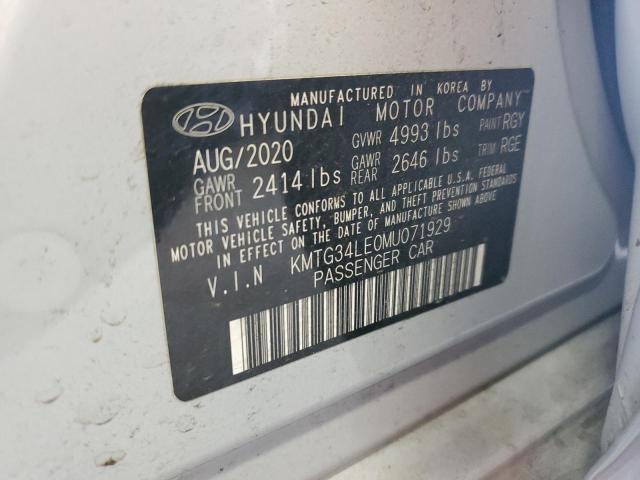 MANUFACTURED IN KOREA BY
HYUNDAI MOTOR COMPANY
AUG/2020 GVWR 4993 lbs PAINT RGY
GAWR FRONT 2414 lbs GAWR REAR 2646 lbs TRIM RGE
THIS VEHICLE CONFORMS TO ALL APPLICABLE U.S.A. FEDERAL
MOTOR VEHICLE SAFETY, BUMPER, AND THEFT PREVENTION STANDARDS
IN EFFECT ON THE DATE OF MANUFACTURE SHOWN ABOVE.
V.I.N KMTG34LE0MU071929
PASSENGER CAR